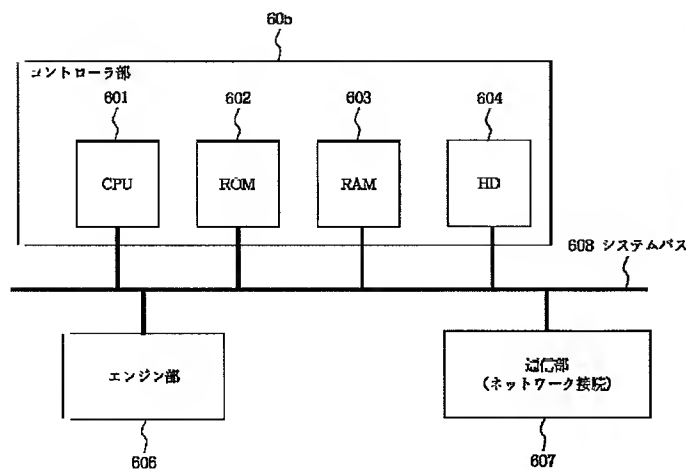 605
コントローラ部
601
602
603
604
CPU
ROM
RAM
HD
608 システムバス
エンジン部
通信部
(ネットワーク接続)
606
607